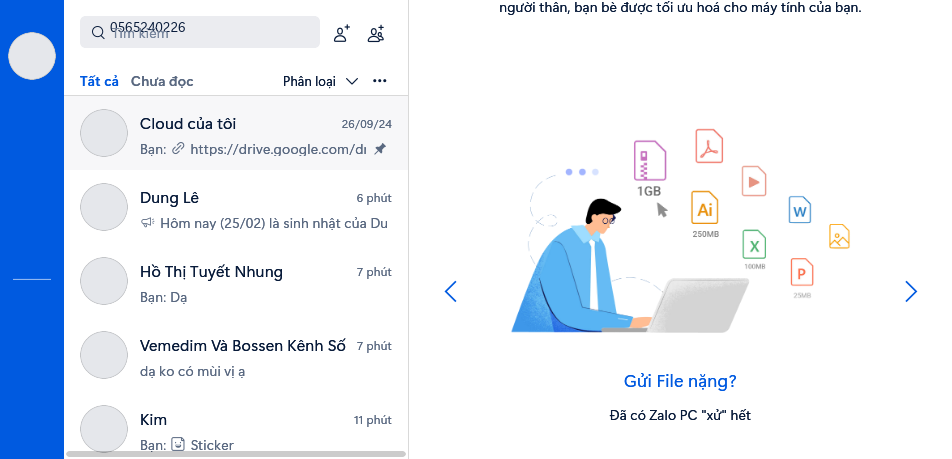 0565240226
Tìm kiếm
Tất cả Chưa đọc Phân loại
Cloud của tôi 26/09/24
Bạn: https://drive.google.com/dr
Dung Lê 6 phút
Hôm nay (25/02) là sinh nhật của Du
Hồ Thị Tuyết Nhung 7 phút
Bạn: Dạ
Vemedim Và Bossen Kênh Số 7 phút
dạ ko có mùi vị ạ
Kim 11 phút
Bạn: Sticker
người thân, bạn bè được tối ưu hoá cho máy tính của bạn.
1GB
Ai
250MB
W
X
100MB
P
25MB
Gửi File nặng?
Đã có Zalo PC "xử" hết